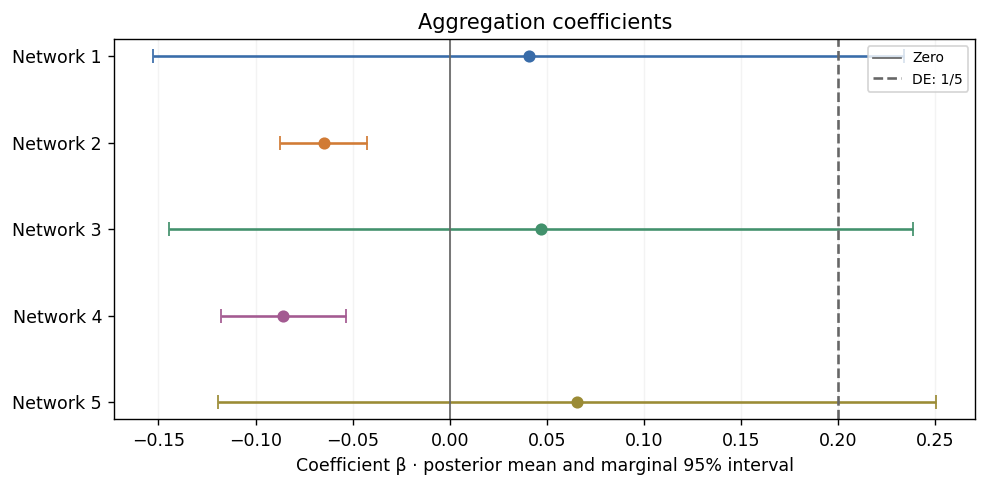 Aggregation coefficients
Network 1
Network 2
Network 3
Network 4
Network 5
Zero
DE: 1/5
−0.15 −0.10 −0.05 0.00 0.05 0.10 0.15 0.20 0.25
Coefficient β · posterior mean and marginal 95% interval